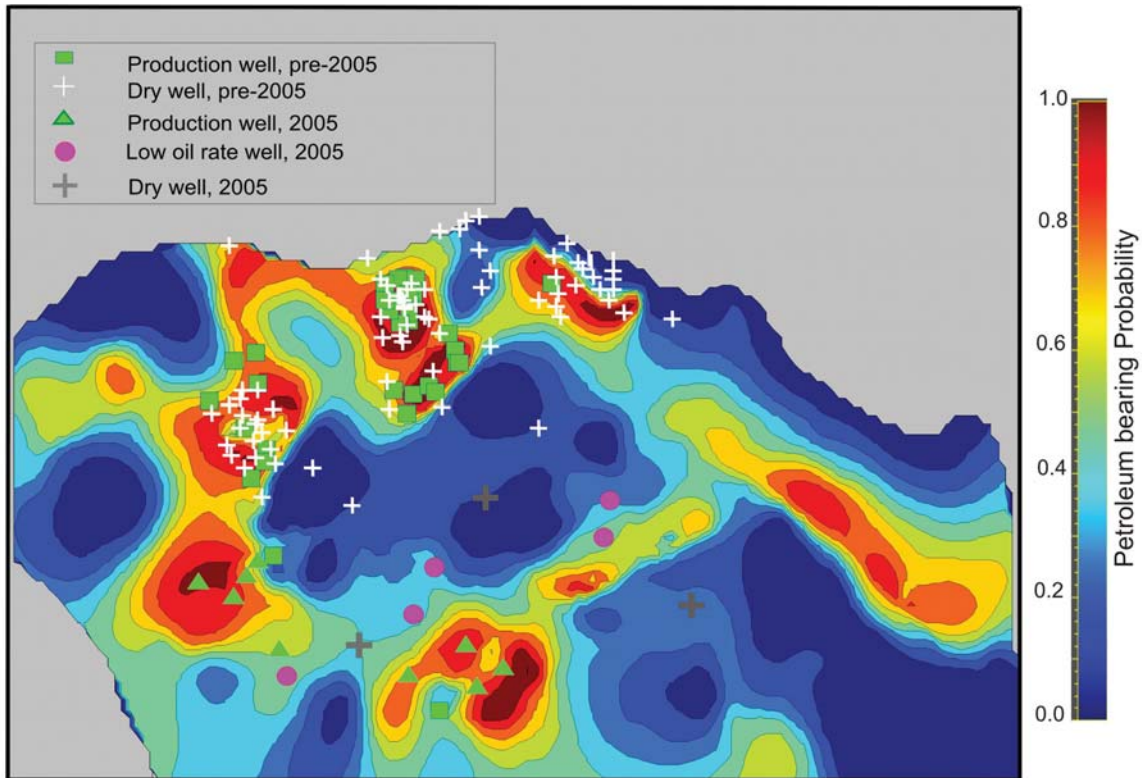 Production well, pre-2005
Dry well, pre-2005
Production well, 2005
Low oil rate well, 2005
Dry well, 2005
1.0
0.8
0.6
0.4
0.2
0.0
Petroleum bearing Probability